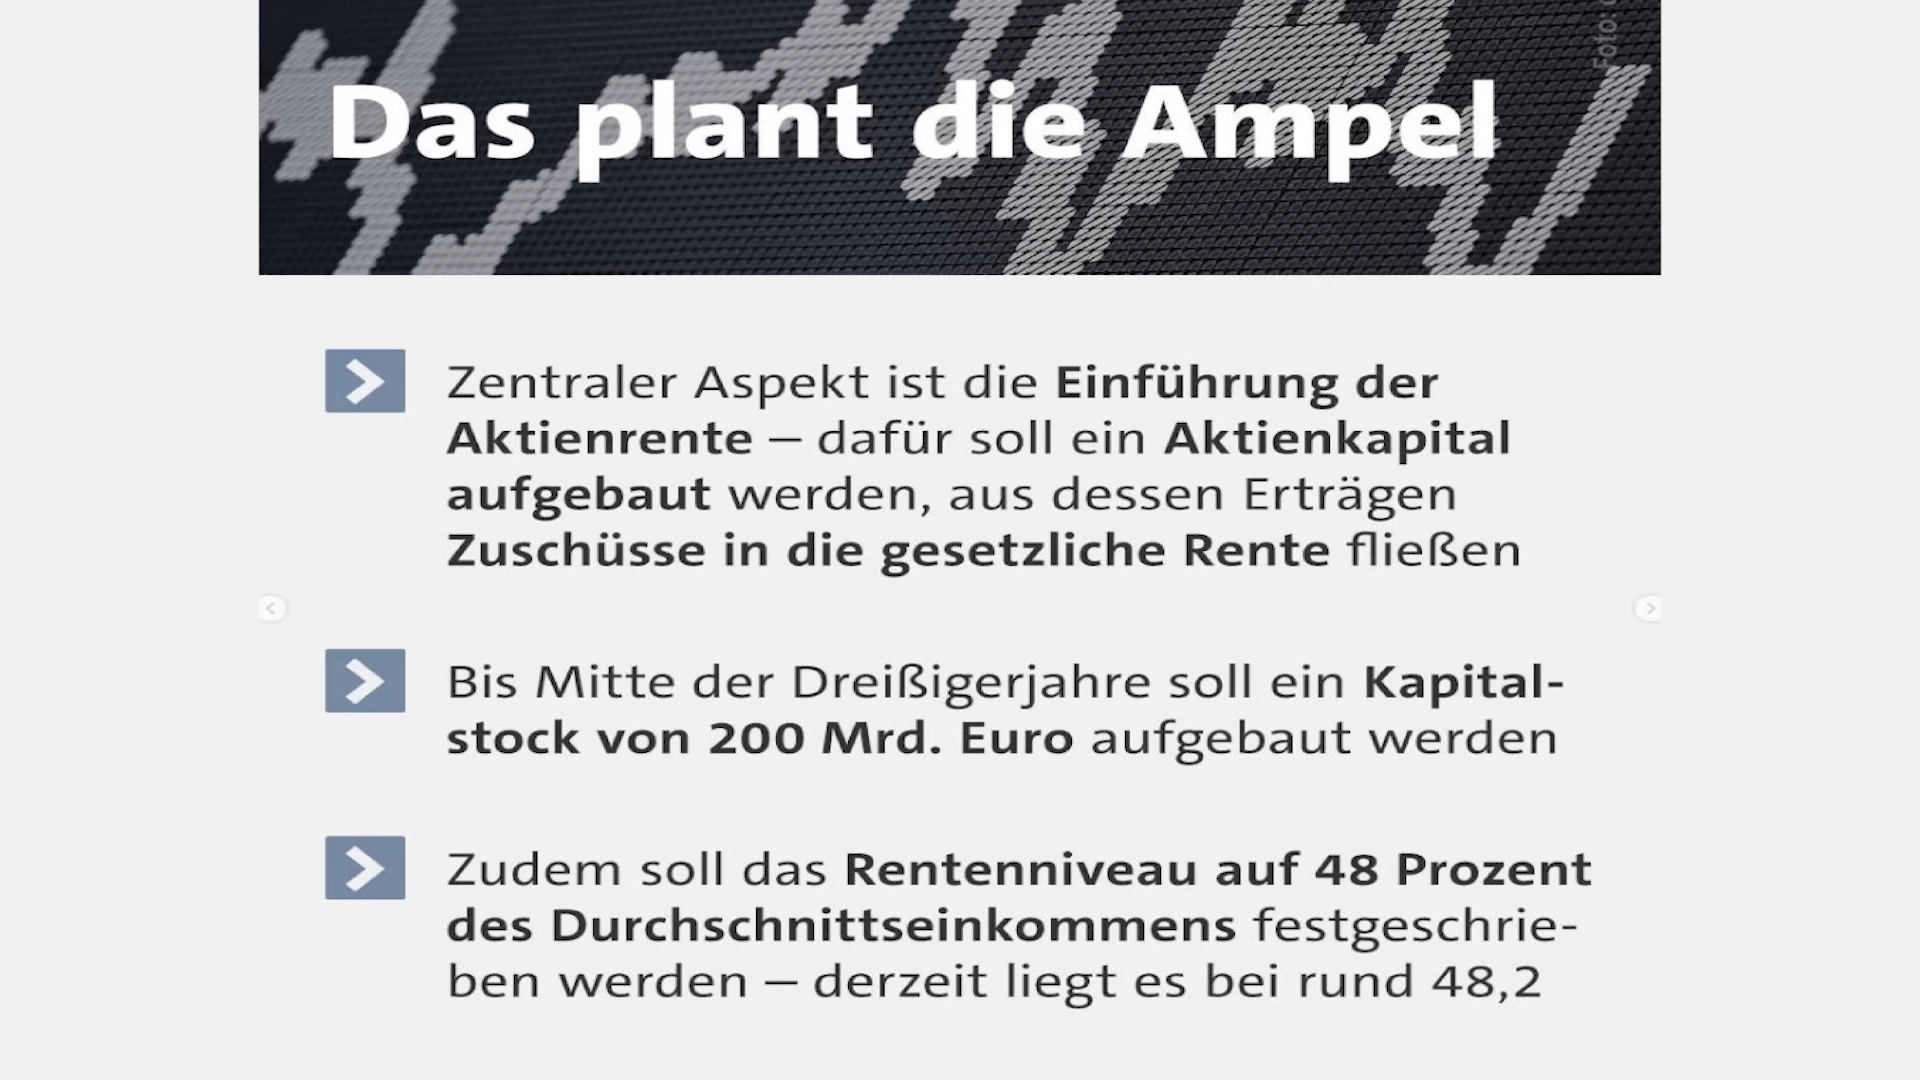 Das plant die Ampel
Foto:
Zentraler Aspekt ist die Einführung der
Aktienrente – dafür soll ein Aktienkapital
aufgebaut werden, aus dessen Erträgen
Zuschüsse in die gesetzliche Rente fließen
Bis Mitte der Dreißigerjahre soll ein Kapital-
stock von 200 Mrd. Euro aufgebaut werden
Zudem soll das Rentenniveau auf 48 Prozent
des Durchschnittseinkommens festgeschrie-
ben werden – derzeit liegt es bei rund 48,2